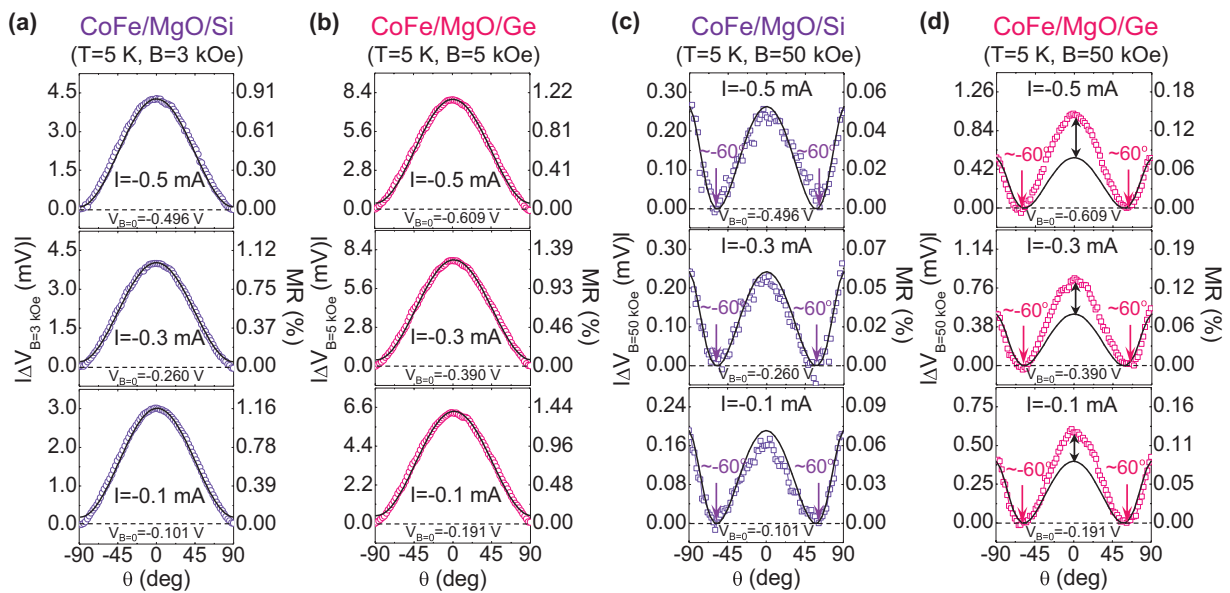 (a) CoFe/MgO/Si
(T=5 K, B=3 kOe)
4.5 0.91
3.0 0.61
1.5 0.30
0.0 0.00
I=-0.5 mA
V_B=0=-0.496 V
4.5 1.12
3.0 0.75
1.5 0.37
0.0 0.00
I=-0.3 mA
V_B=0=-0.260 V
3.0 1.16
2.0 0.78
1.0 0.39
0.0 0.00
I=-0.1 mA
V_B=0=-0.101 V
-90 -45 0 45 90
θ (deg)
|ΔV_B=3 kOe (mV)|
MR (%)
(b) CoFe/MgO/Ge
(T=5 K, B=5 kOe)
8.4 1.22
5.6 0.81
2.8 0.41
0.0 0.00
I=-0.5 mA
V_B=0=-0.609 V
8.4 1.39
5.6 0.93
2.8 0.46
0.0 0.00
I=-0.3 mA
V_B=0=-0.390 V
6.6 1.44
4.4 0.96
2.2 0.48
0.0 0.00
I=-0.1 mA
V_B=0=-0.191 V
-90 -45 0 45 90
θ (deg)
|ΔV_B=5 kOe (mV)|
MR (%)
(c) CoFe/MgO/Si
(T=5 K, B=50 kOe)
I=-0.5 mA
0.30 0.06
0.20 0.04
0.10 0.02
0.00 0.00
~-60° ~60°
V_B=0=-0.496 V
I=-0.3 mA
0.30 0.07
0.20 0.05
0.10 0.02
0.00 0.00
~-60° ~60°
V_B=0=-0.260 V
I=-0.1 mA
0.24 0.09
0.16 0.06
0.08 0.03
0.00 0.00
~-60° ~60°
V_B=0=-0.101 V
-90 -45 0 45 90
θ (deg)
|ΔV_B=50 kOe (mV)|
MR (%)
(d) CoFe/MgO/Ge
(T=5 K, B=50 kOe)
I=-0.5 mA
1.26 0.18
0.84 0.12
0.42 0.06
0.00 0.00
~-60° ~60°
V_B=0=-0.609 V
I=-0.3 mA
1.14 0.19
0.76 0.12
0.38 0.06
0.00 0.00
~-60° ~60°
V_B=0=-0.390 V
I=-0.1 mA
0.75 0.16
0.50 0.11
0.25 0.05
0.00 0.00
~-60° ~60°
V_B=0=-0.191 V
-90 -45 0 45 90
θ (deg)
|ΔV_B=50 kOe (mV)|
MR (%)